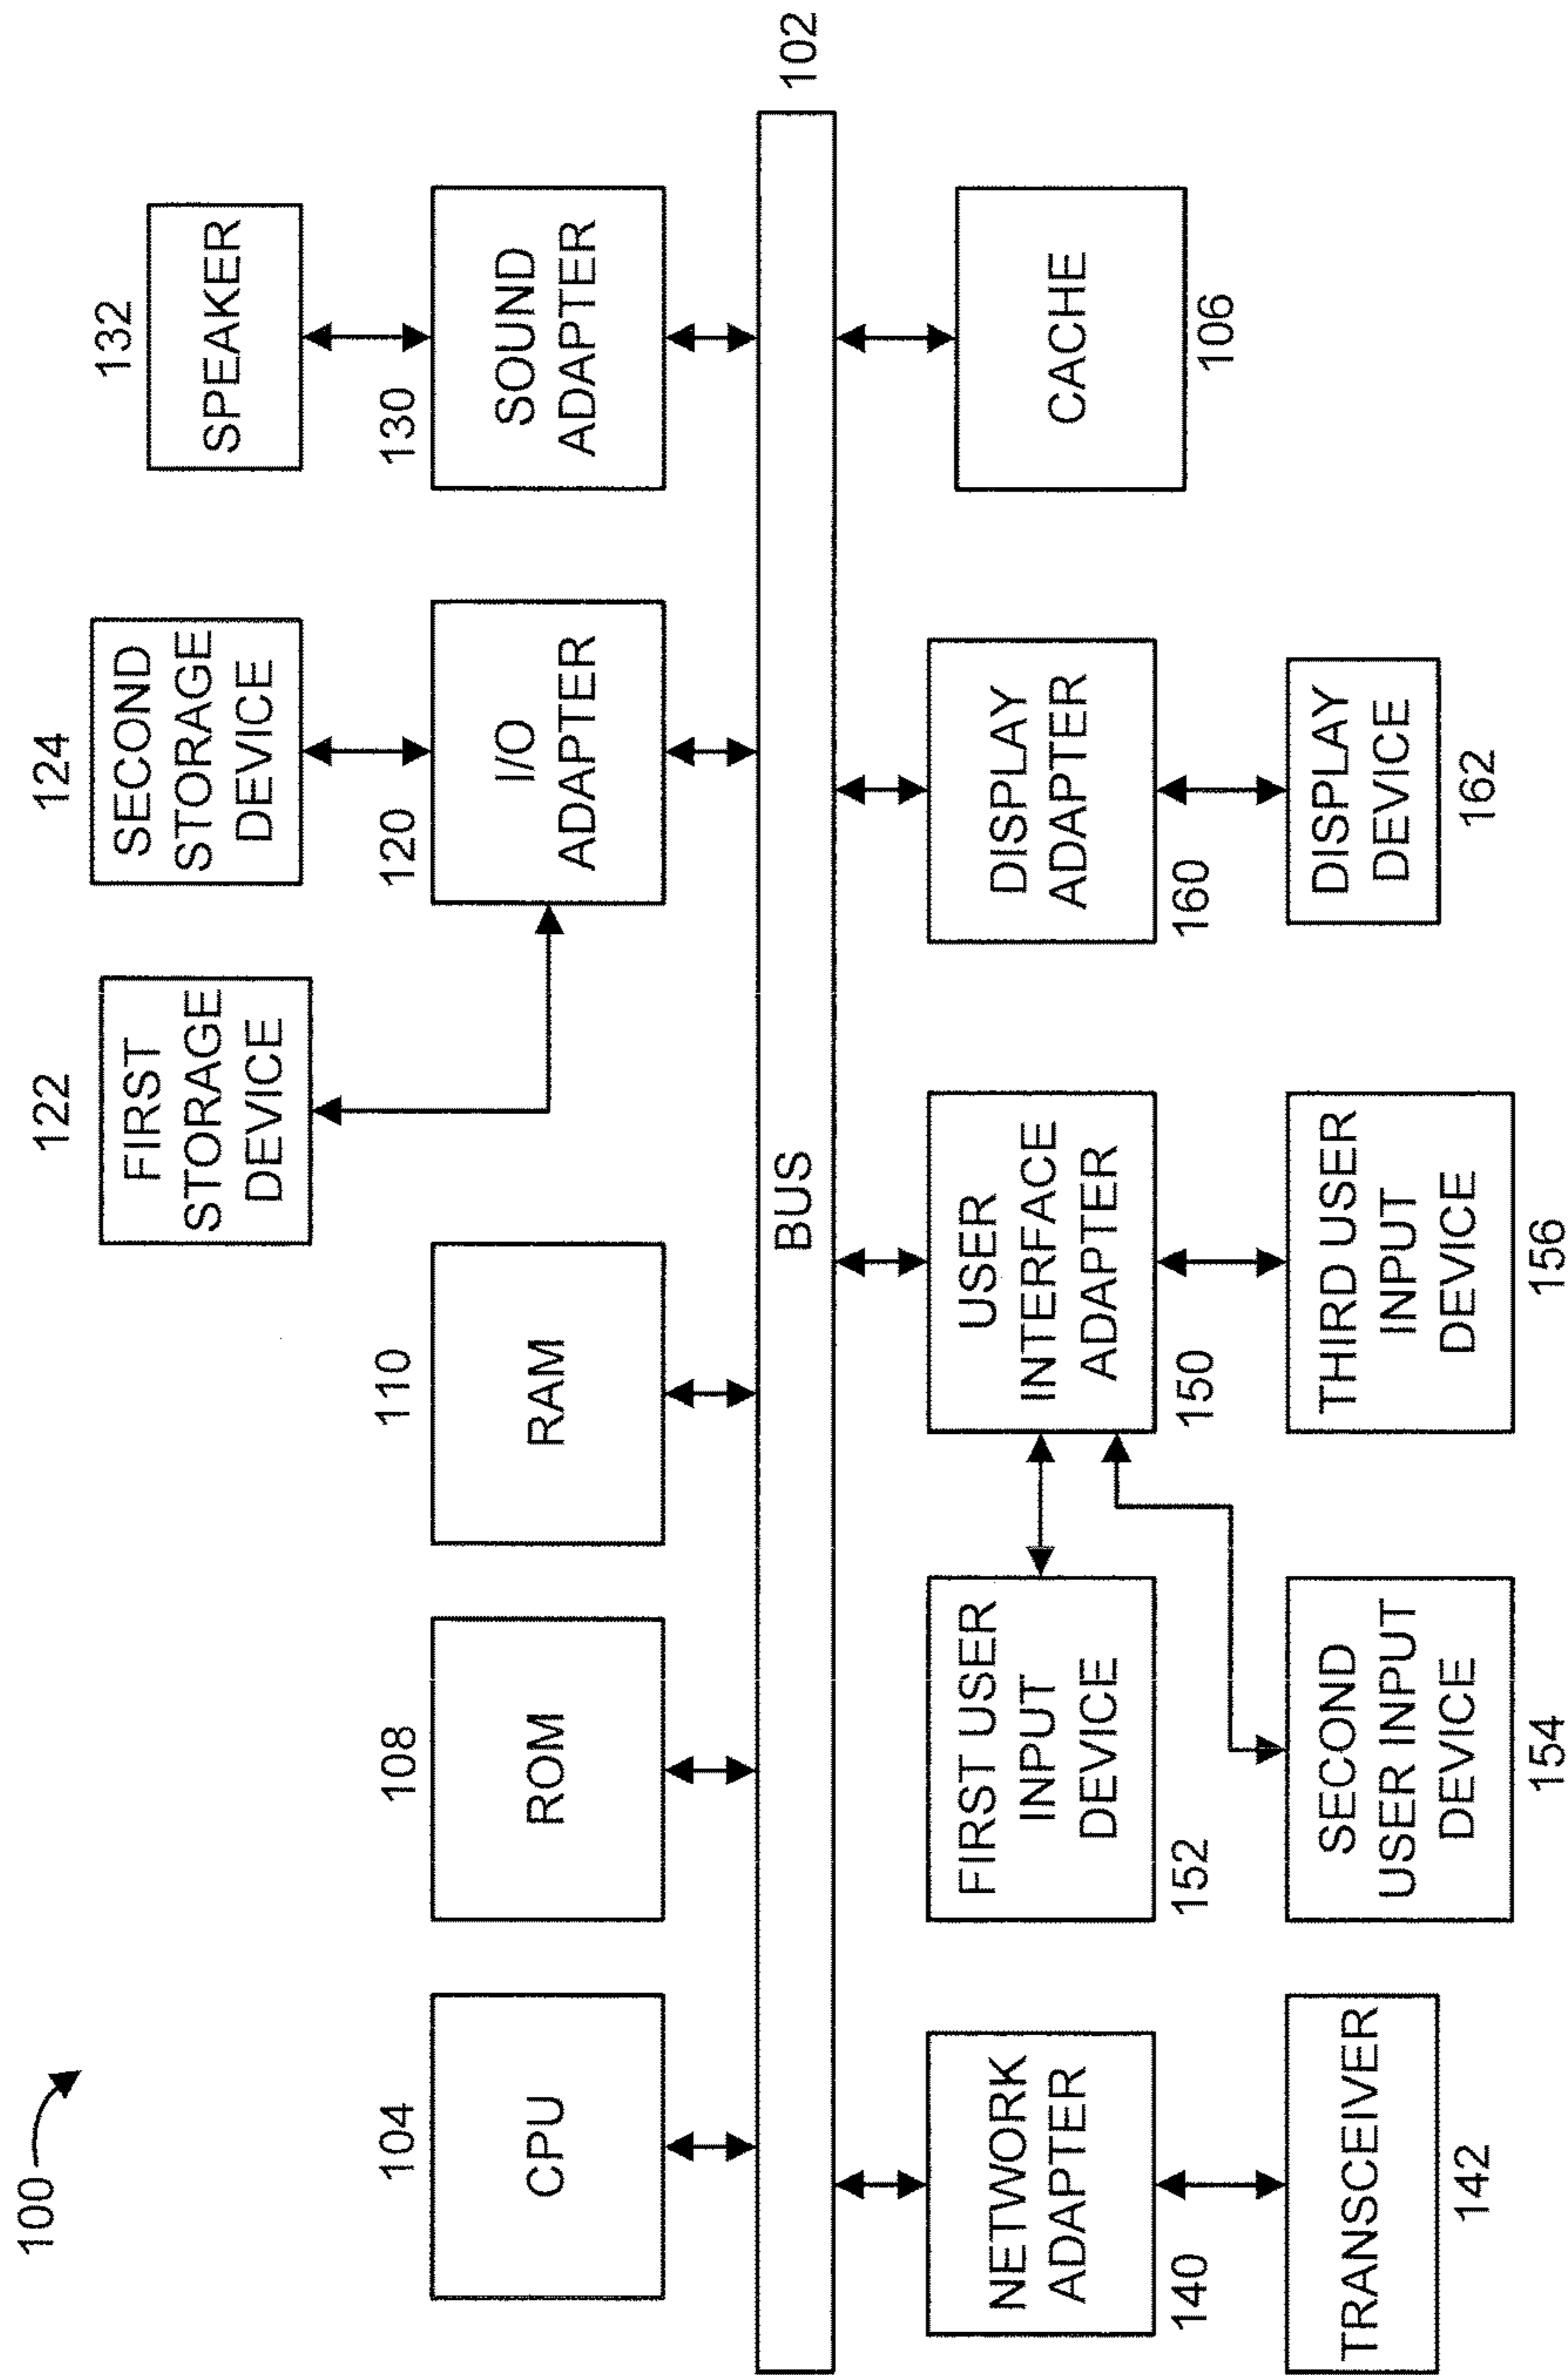 100
104
CPU
108
ROM
110
RAM
122
FIRST
STORAGE
DEVICE
124
SECOND
STORAGE
DEVICE
120
I/O
ADAPTER
132
SPEAKER
130
SOUND
ADAPTER
BUS
102
NETWORK
ADAPTER
140
TRANSCEIVER
142
FIRST USER
INPUT
DEVICE
152
SECOND
USER INPUT
DEVICE
154
USER
INTERFACE
ADAPTER
150
THIRD USER
INPUT
DEVICE
156
DISPLAY
ADAPTER
160
DISPLAY
DEVICE
162
CACHE
106